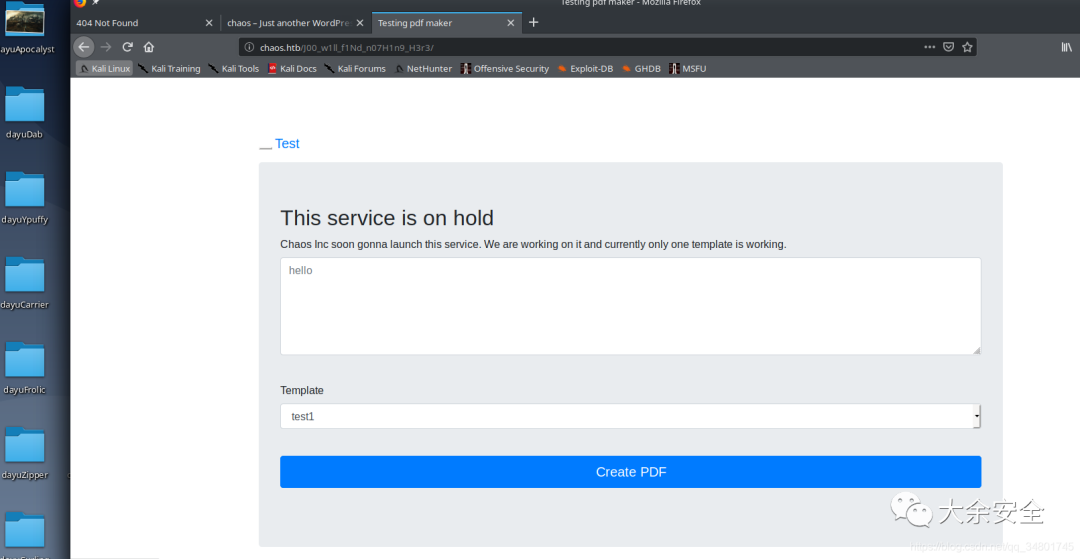 Testing pdf maker - Mozilla Firefox
404 Not Found
chaos – Just another WordPre
Testing pdf maker
chaos.htb/J00_w1ll_f1Nd_n07H1n9_H3r3/
Kali Linux Kali Training Kali Tools Kali Docs Kali Forums NetHunter Offensive Security Exploit-DB GHDB MSFU
ayuApocalyst
dayuDab
dayuYpuffy
dayuCarrier
dayuFrolic
dayuZipper
__ Test
This service is on hold
Chaos Inc soon gonna launch this service. We are working on it and currently only one template is working.
hello
Template
test1
Create PDF
大余安全
https://blog.csdn.net/qq_34801745